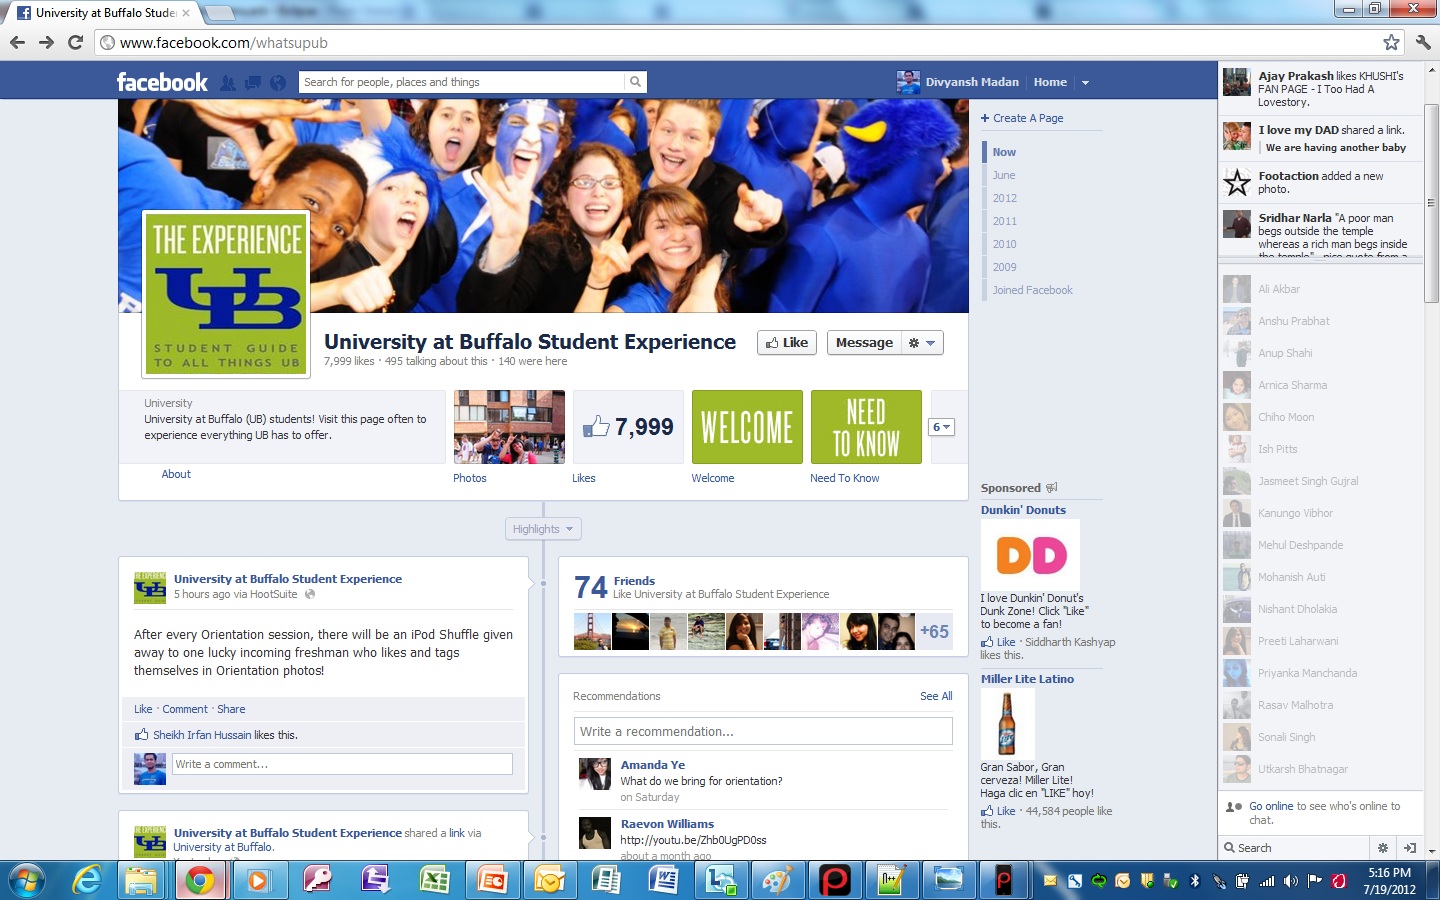 University at Buffalo Stude
www.facebook.com/whatsupub
facebook
Search for people, places and things
Divyansh Madan
Home
THE EXPERIENCE
UB
STUDENT GUIDE
TO ALL THINGS UB
University at Buffalo Student Experience
7,999 likes · 495 talking about this · 140 were here
Like
Message
University
University at Buffalo (UB) students! Visit this page often to
experience everything UB has to offer.
About
Photos
7,999
Likes
WELCOME
Welcome
NEED
TO KNOW
Need To Know
6
Highlights
University at Buffalo Student Experience
5 hours ago via HootSuite
After every Orientation session, there will be an iPod Shuffle given
away to one lucky incoming freshman who likes and tags
themselves in Orientation photos!
Like · Comment · Share
Sheikh Irfan Hussain likes this.
Write a comment...
University at Buffalo Student Experience shared a link via
University at Buffalo.
74 Friends
Like University at Buffalo Student Experience
+65
Recommendations
See All
Write a recommendation...
Amanda Ye
What do we bring for orientation?
on Saturday
Raevon Williams
http://youtu.be/Zhb0UgPD0ss
about a month ago
Create A Page
Now
June
2012
2011
2010
2009
Joined Facebook
Sponsored
Dunkin' Donuts
DD
I love Dunkin' Donut's
Dunk Zone! Click "Like"
to become a fan!
Like · Siddharth Kashyap
likes this.
Miller Lite Latino
Gran Sabor, Gran
cerveza! Miller Lite!
Haga clic en "LIKE" hoy!
Like · 44,584 people like
this.
Ajay Prakash likes KHUSHI's
FAN PAGE - I Too Had A
Lovestory.
I love my DAD shared a link.
We are having another baby
Footaction added a new
photo.
Sridhar Narla "A poor man
begs outside the temple
whereas a rich man begs inside
the temple"...nice quote from a
Ali Akbar
Anshu Prabhat
Anup Shahi
Arnica Sharma
Chiho Moon
Ish Pitts
Jasmeet Singh Gujral
Kanungo Vibhor
Mehul Deshpande
Mohanish Auti
Nishant Dholakia
Preeti Laharwani
Priyanka Manchanda
Rasav Malhotra
Sonali Singh
Utkarsh Bhatnagar
Go online to see who's online to
chat.
Search
5:16 PM
7/19/2012